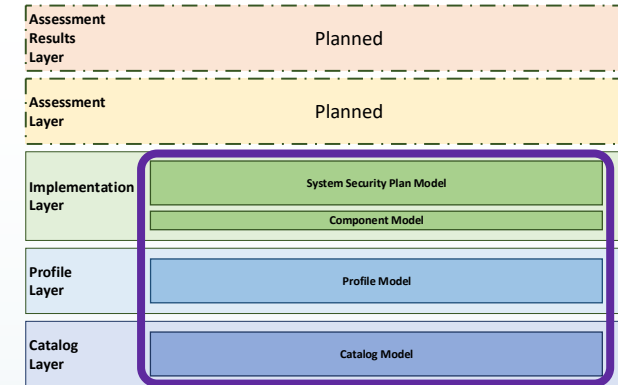 Assessment
Results
Layer
Planned
Assessment
Layer
Planned
Implementation
Layer
System Security Plan Model
Component Model
Profile
Layer
Profile Model
Catalog
Layer
Catalog Model